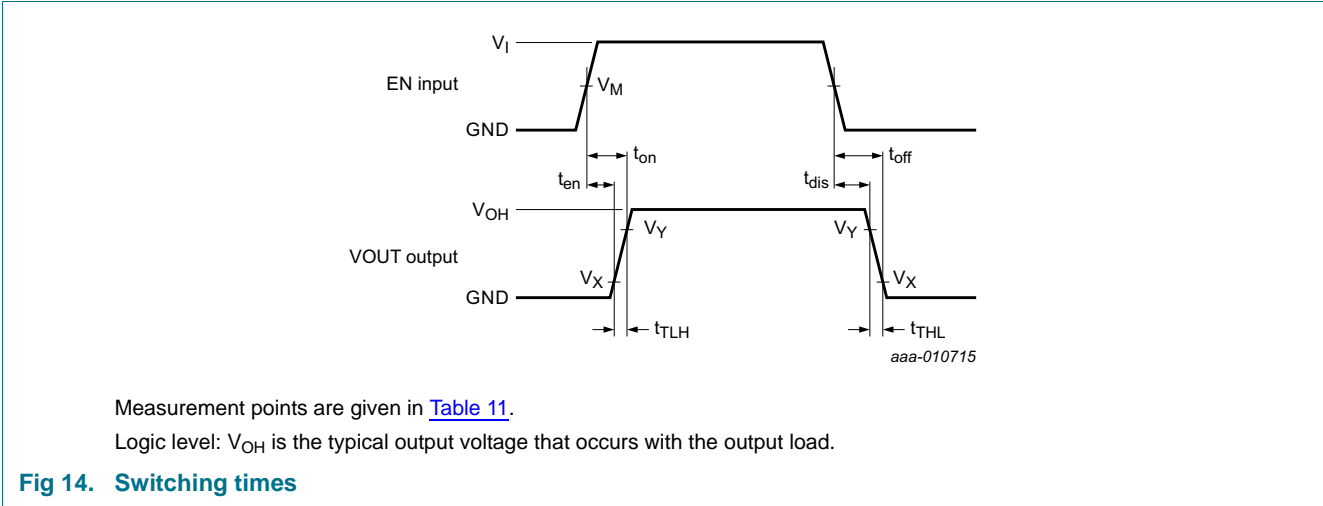 V_I
EN input
V_M
GND
t_on
t_off
t_en
t_dis
V_OH
V_Y
V_Y
VOUT output
V_X
V_X
GND
t_TLH
t_THL
aaa-010715
Measurement points are given in Table 11.
Logic level: V_OH is the typical output voltage that occurs with the output load.
Fig 14. Switching times